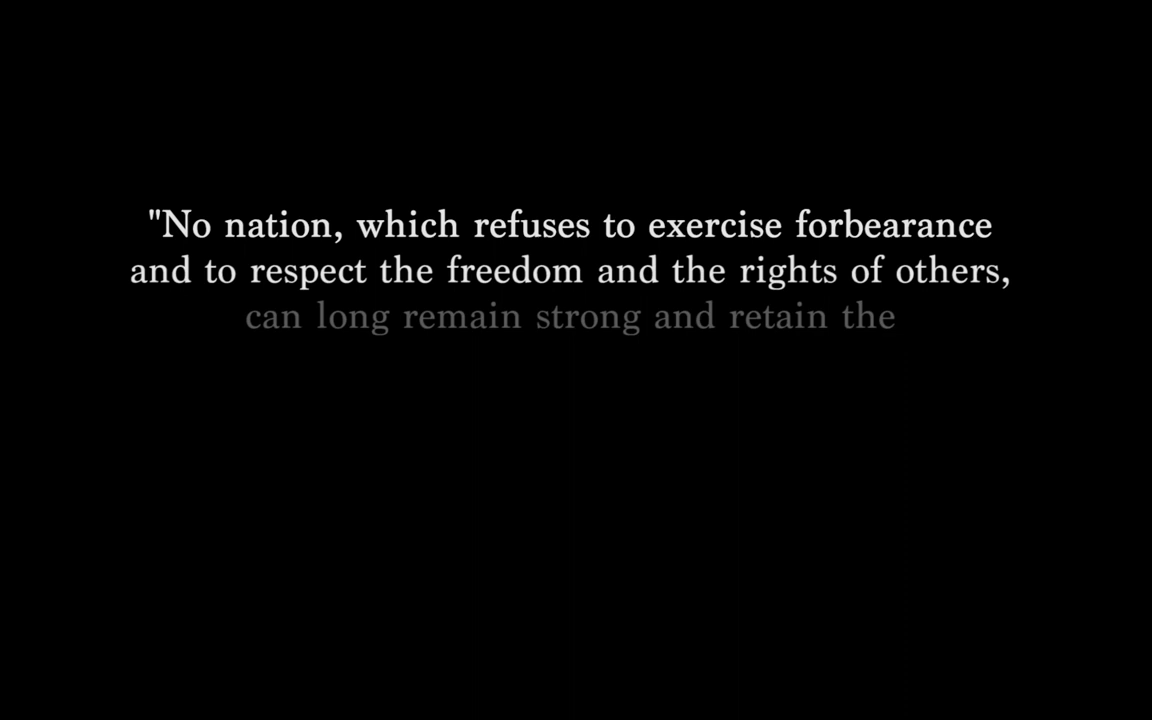 "No nation, which refuses to exercise forbearance
and to respect the freedom and the rights of others,
can long remain strong and retain the